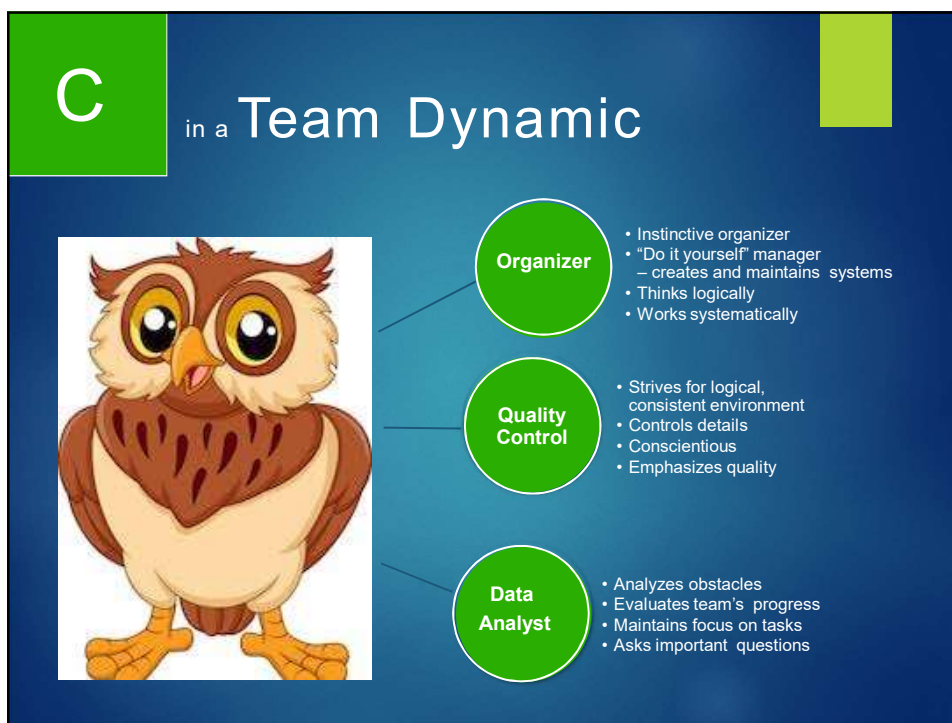 C
in a Team Dynamic
Organizer
• Instinctive organizer
• “Do it yourself” manager
– creates and maintains systems
• Thinks logically
• Works systematically
Quality
Control
• Strives for logical,
consistent environment
• Controls details
• Conscientious
• Emphasizes quality
Data
Analyst
• Analyzes obstacles
• Evaluates team’s progress
• Maintains focus on tasks
• Asks important questions